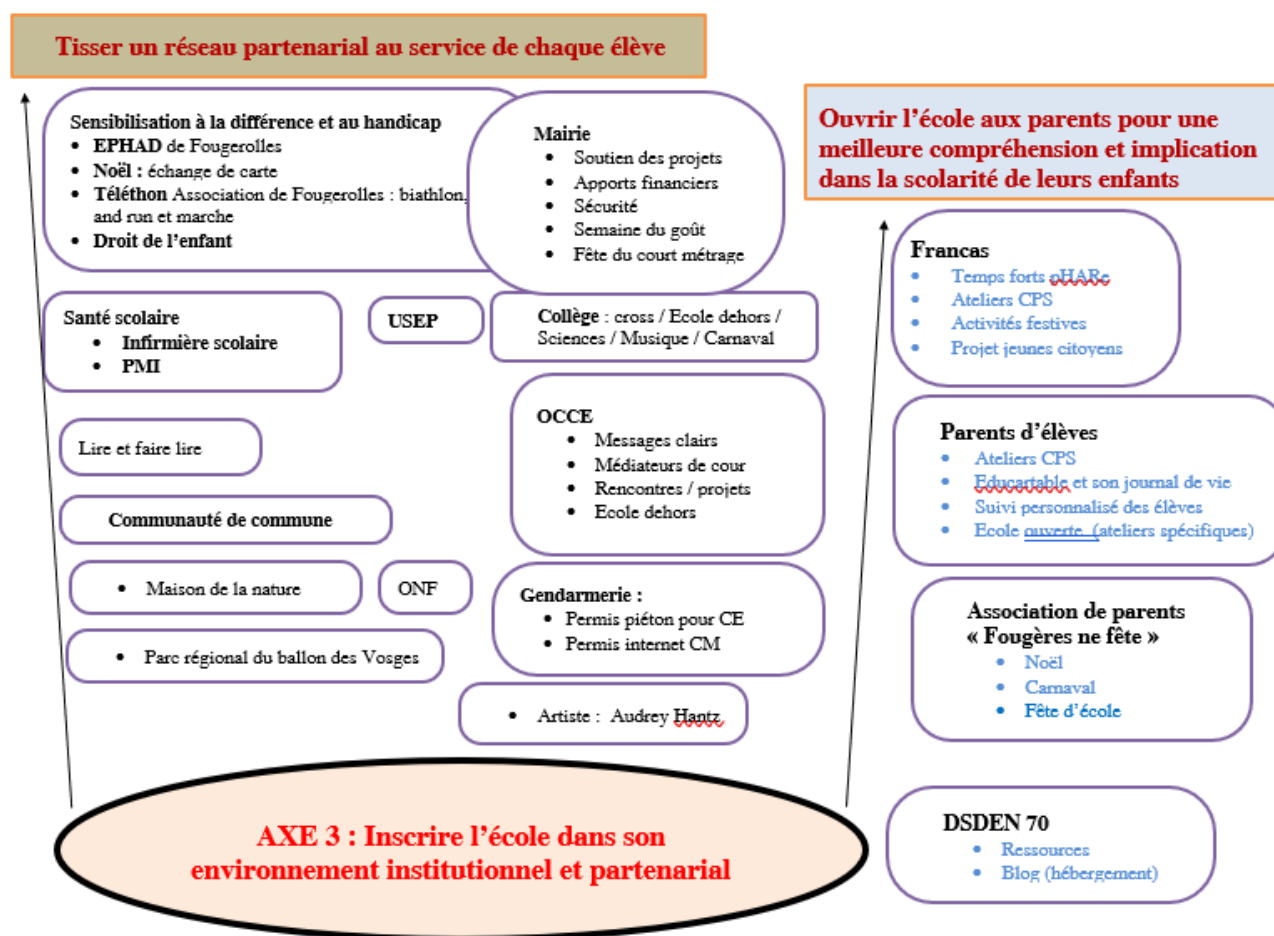 Tisser un réseau partenarial au service de chaque élève
Sensibilisation à la différence et au handicap
• EPHAD de Fougerolles
• Noël : échange de carte
• Téléthon Association de Fougerolles : biathlon,
and run et marche
• Droit de l'enfant
Mairie
• Soutien des projets
• Apports financiers
• Sécurité
• Semaine du goût
• Fête du court métrage
Santé scolaire
• Infirmière scolaire
• PMI
USEP
Collège : cross / Ecole dehors /
Sciences / Musique / Carnaval
Lire et faire lire
OCCE
• Messages clairs
• Médiateurs de cour
• Rencontres / projets
• Ecole dehors
Communauté de commune
• Maison de la nature
ONF
Gendarmerie :
• Permis piéton pour CE
• Permis internet CM
• Parc régional du ballon des Vosges
• Artiste : Audrey Hantz
Ouvrir l'école aux parents pour une
meilleure compréhension et implication
dans la scolarité de leurs enfants
Francas
• Temps forts pHARe
• Ateliers CPS
• Activités festives
• Projet jeunes citoyens
Parents d'élèves
• Ateliers CPS
• Educartable et son journal de vie
• Suivi personnalisé des élèves
• Ecole ouverte (ateliers spécifiques)
Association de parents
« Fougères ne fête »
• Noël
• Carnaval
• Fête d'école
DSDEN 70
• Ressources
• Blog (hébergement)
AXE 3 : Inscrire l'école dans son
environnement institutionnel et partenarial